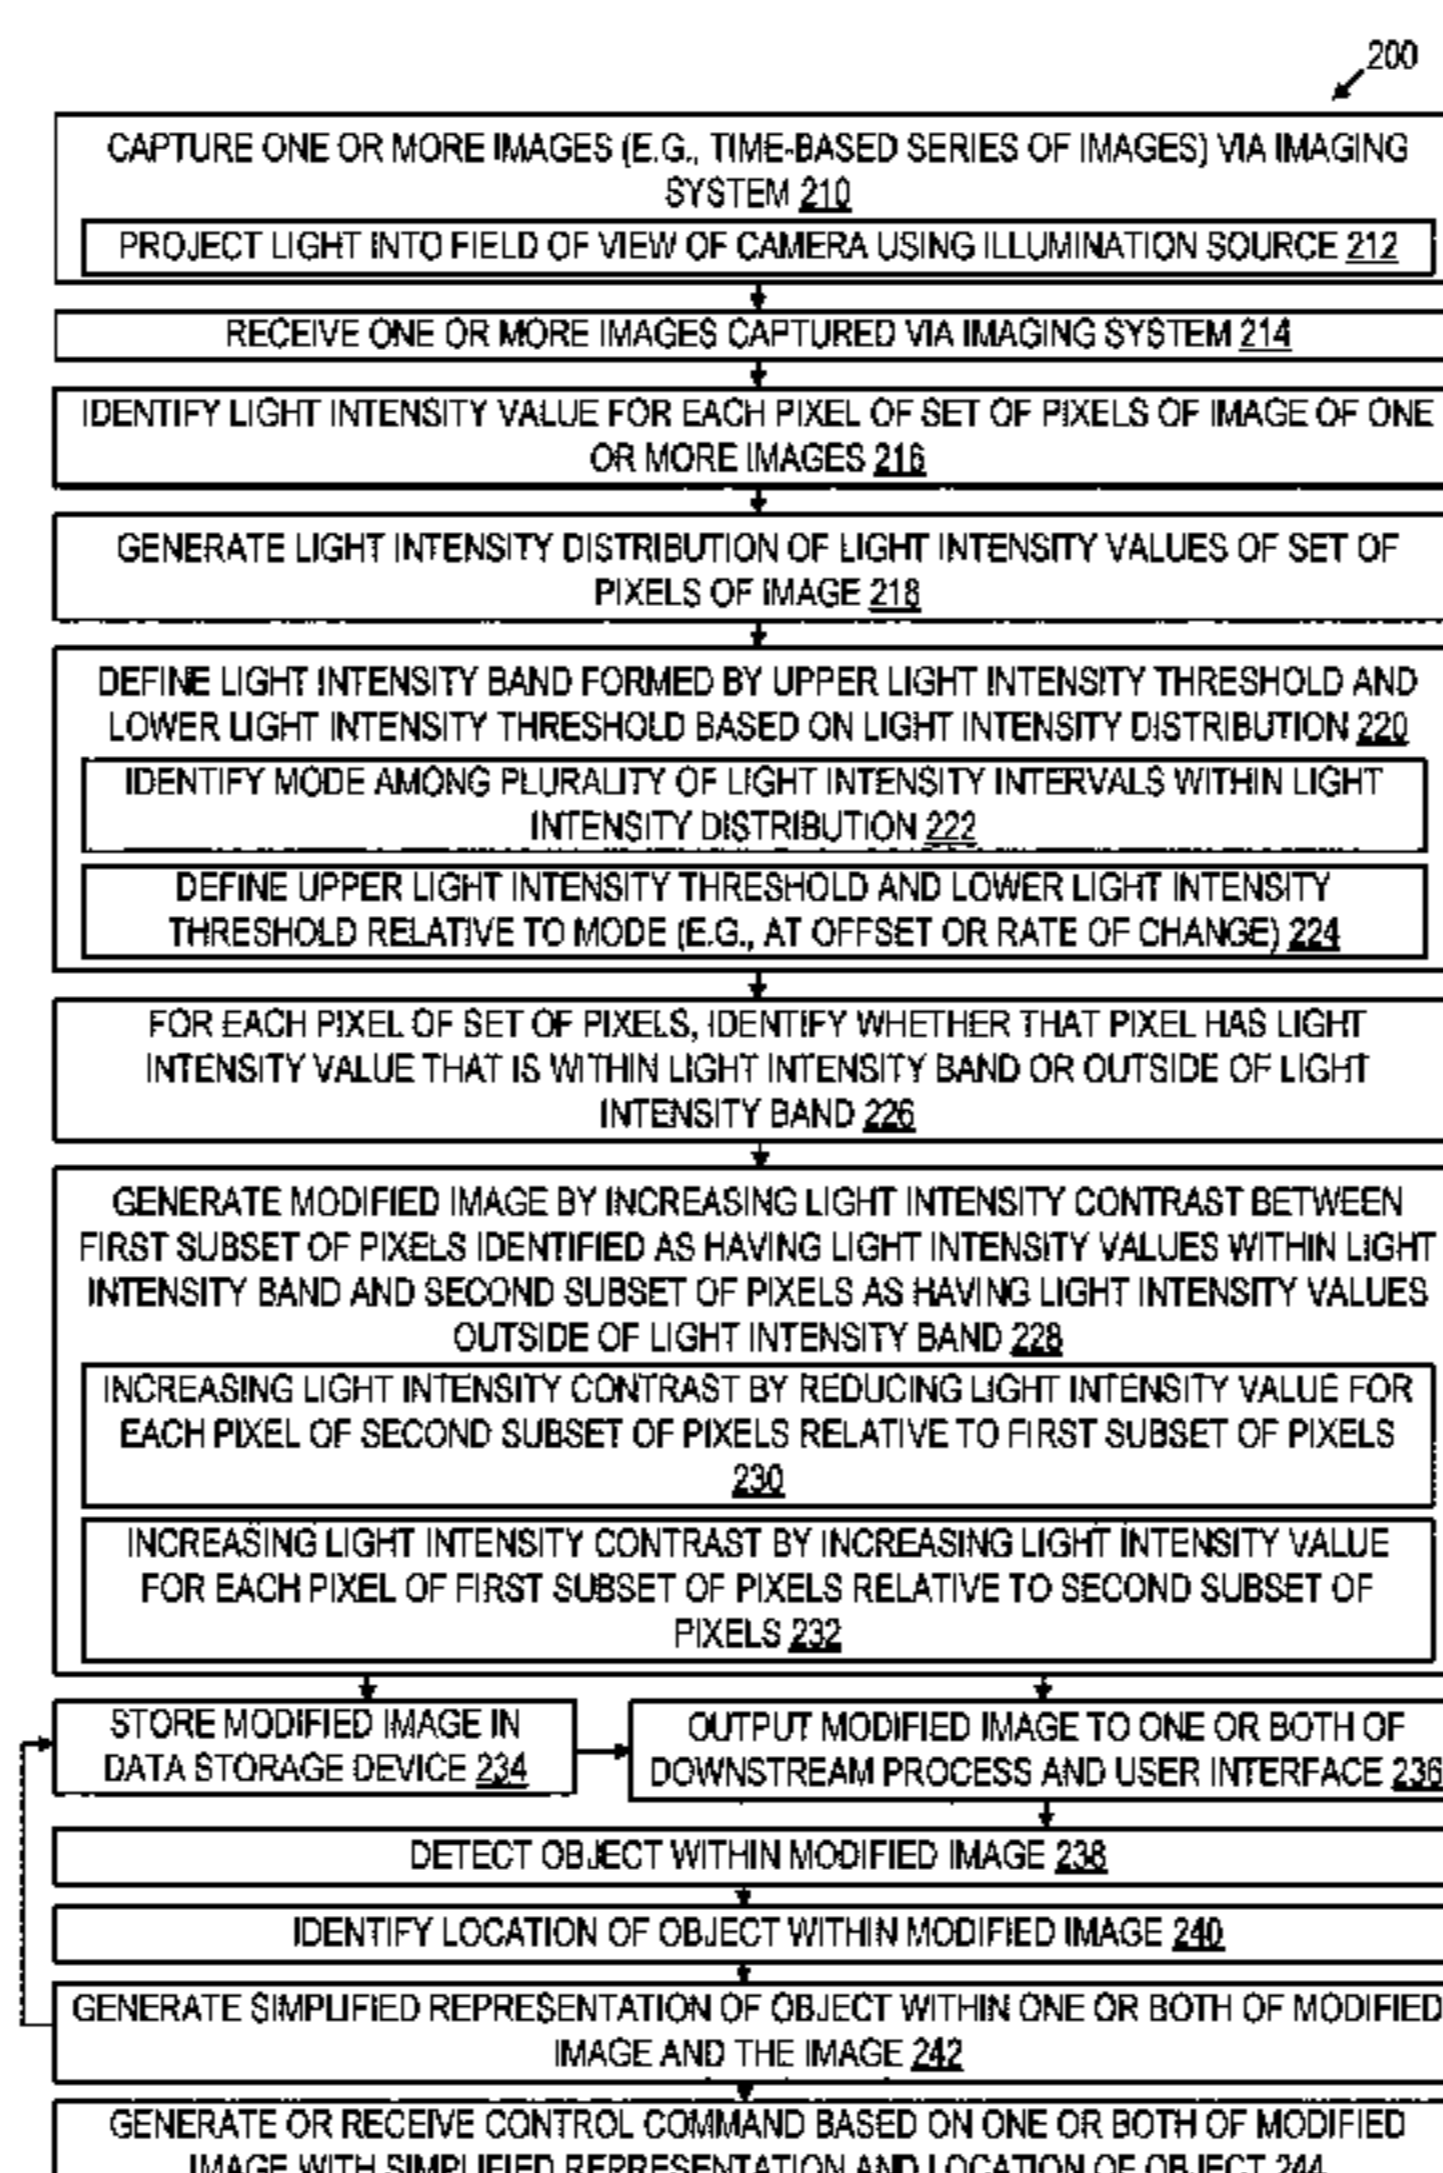 200
CAPTURE ONE OR MORE IMAGES (E.G., TIME-BASED SERIES OF IMAGES) VIA IMAGING
SYSTEM 210
PROJECT LIGHT INTO FIELD OF VIEW OF CAMERA USING ILLUMINATION SOURCE 212
RECEIVE ONE OR MORE IMAGES CAPTURED VIA IMAGING SYSTEM 214
IDENTIFY LIGHT INTENSITY VALUE FOR EACH PIXEL OF SET OF PIXELS OF IMAGE OF ONE
OR MORE IMAGES 216
GENERATE LIGHT INTENSITY DISTRIBUTION OF LIGHT INTENSITY VALUES OF SET OF
PIXELS OF IMAGE 218
DEFINE LIGHT INTENSITY BAND FORMED BY UPPER LIGHT INTENSITY THRESHOLD AND
LOWER LIGHT INTENSITY THRESHOLD BASED ON LIGHT INTENSITY DISTRIBUTION 220
IDENTIFY MODE AMONG PLURALITY OF LIGHT INTENSITY INTERVALS WITHIN LIGHT
INTENSITY DISTRIBUTION 222
DEFINE UPPER LIGHT INTENSITY THRESHOLD AND LOWER LIGHT INTENSITY
THRESHOLD RELATIVE TO MODE (E.G., AT OFFSET OR RATE OF CHANGE) 224
FOR EACH PIXEL OF SET OF PIXELS, IDENTIFY WHETHER THAT PIXEL HAS LIGHT
INTENSITY VALUE THAT IS WITHIN LIGHT INTENSITY BAND OR OUTSIDE OF LIGHT
INTENSITY BAND 226
GENERATE MODIFIED IMAGE BY INCREASING LIGHT INTENSITY CONTRAST BETWEEN
FIRST SUBSET OF PIXELS IDENTIFIED AS HAVING LIGHT INTENSITY VALUES WITHIN LIGHT
INTENSITY BAND AND SECOND SUBSET OF PIXELS AS HAVING LIGHT INTENSITY VALUES
OUTSIDE OF LIGHT INTENSITY BAND 228
INCREASING LIGHT INTENSITY CONTRAST BY REDUCING LIGHT INTENSITY VALUE FOR
EACH PIXEL OF SECOND SUBSET OF PIXELS RELATIVE TO FIRST SUBSET OF PIXELS
230
INCREASING LIGHT INTENSITY CONTRAST BY INCREASING LIGHT INTENSITY VALUE
FOR EACH PIXEL OF FIRST SUBSET OF PIXELS RELATIVE TO SECOND SUBSET OF
PIXELS 232
STORE MODIFIED IMAGE IN
DATA STORAGE DEVICE 234
OUTPUT MODIFIED IMAGE TO ONE OR BOTH OF
DOWNSTREAM PROCESS AND USER INTERFACE 236
DETECT OBJECT WITHIN MODIFIED IMAGE 238
IDENTIFY LOCATION OF OBJECT WITHIN MODIFIED IMAGE 240
GENERATE SIMPLIFIED REPRESENTATION OF OBJECT WITHIN ONE OR BOTH OF MODIFIED
IMAGE AND THE IMAGE 242
GENERATE OR RECEIVE CONTROL COMMAND BASED ON ONE OR BOTH OF MODIFIED
IMAGE WITH SIMPLIFIED REPRESENTATION AND LOCATION OF OBJECT 244